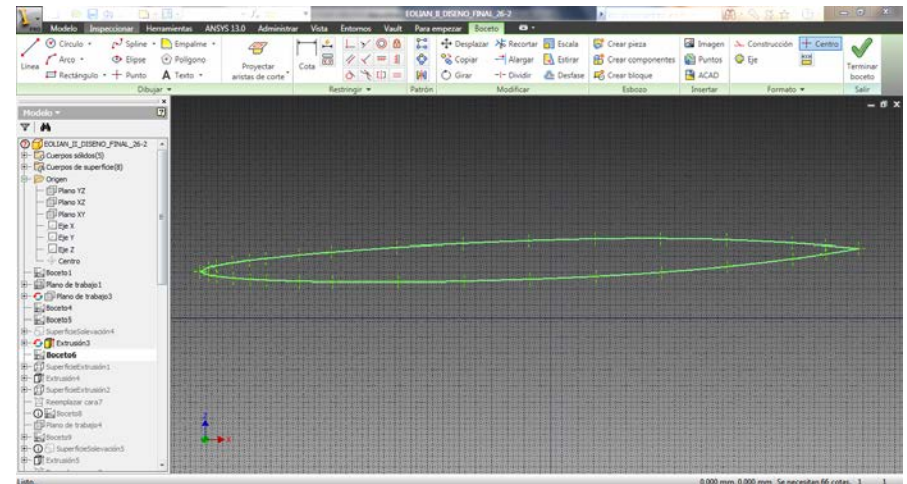 EOLIAN_II_DISENO_FINAL_26-2
Modelo Inspeccionar Herramientas ANSYS 13.0 Administrar Vista Entornos Vault Para empezar Boceto
PRO
Círculo Spline Empalme
Arco Elipse Polígono
Rectángulo Punto A Texto
Línea
Proyectar
aristas de corte
Cota
Desplazar Recortar Escala
Copiar Alargar Estirar
Girar Dividir Desfase
Crear pieza
Crear componentes
Crear bloque
Imagen
Puntos
ACAD
Construcción Centro
Eje
Terminar
boceto
Dibujar Restringir Patrón Modificar Esbozo Insertar Formato Salir
Modelo
EOLIAN_II_DISENO_FINAL_26-2
Cuerpos sólidos(5)
Cuerpos de superficie(8)
Origen
Plano YZ
Plano XZ
Plano XY
Eje X
Eje Y
Eje Z
Centro
Boceto1
Plano de trabajo1
Plano de trabajo3
Boceto4
Boceto5
SuperficieSolevación4
Extrusión3
Boceto6
SuperficieExtrusión1
Extrusión4
SuperficieExtrusión2
Reemplazar cara7
Boceto8
Plano de trabajo4
Boceto9
SuperficieSolevación5
Extrusión5
Z
X
Listo
0.000 mm, 0.000 mm Se necesitan 66 cotas 1 1